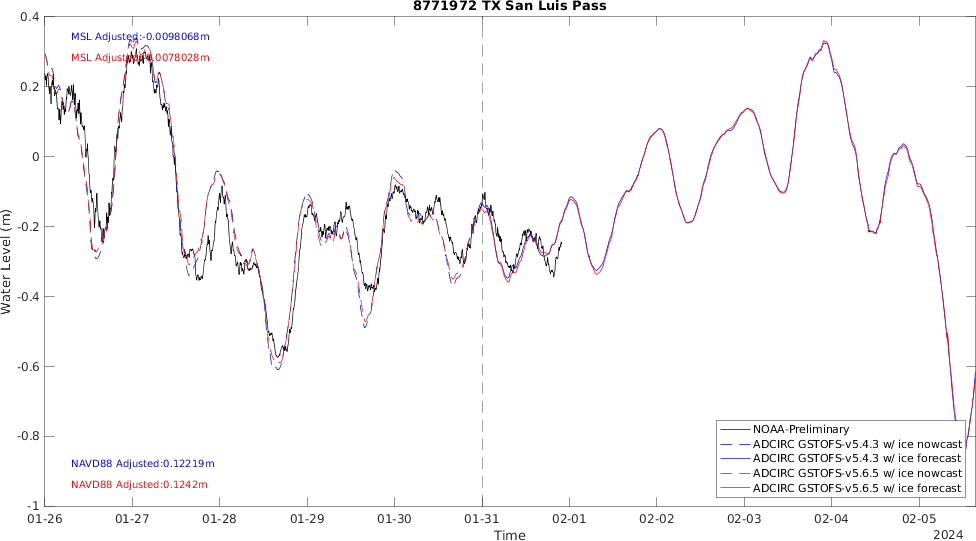 8771972 TX San Luis Pass
MSL Adjusted:-0.0098068m
MSL Adjusted:-0.0078028m
0.4
0.2
0
-0.2
-0.4
-0.6
-0.8
-1
Water Level (m)
NAVD88 Adjusted:0.12219m
NAVD88 Adjusted:0.1242m
NOAA-Preliminary
ADCIRC GSTOFS-v5.4.3 w/ ice nowcast
ADCIRC GSTOFS-v5.4.3 w/ ice forecast
ADCIRC GSTOFS-v5.6.5 w/ ice nowcast
ADCIRC GSTOFS-v5.6.5 w/ ice forecast
01-26 01-27 01-28 01-29 01-30 01-31 02-01 02-02 02-03 02-04 02-05
Time
2024